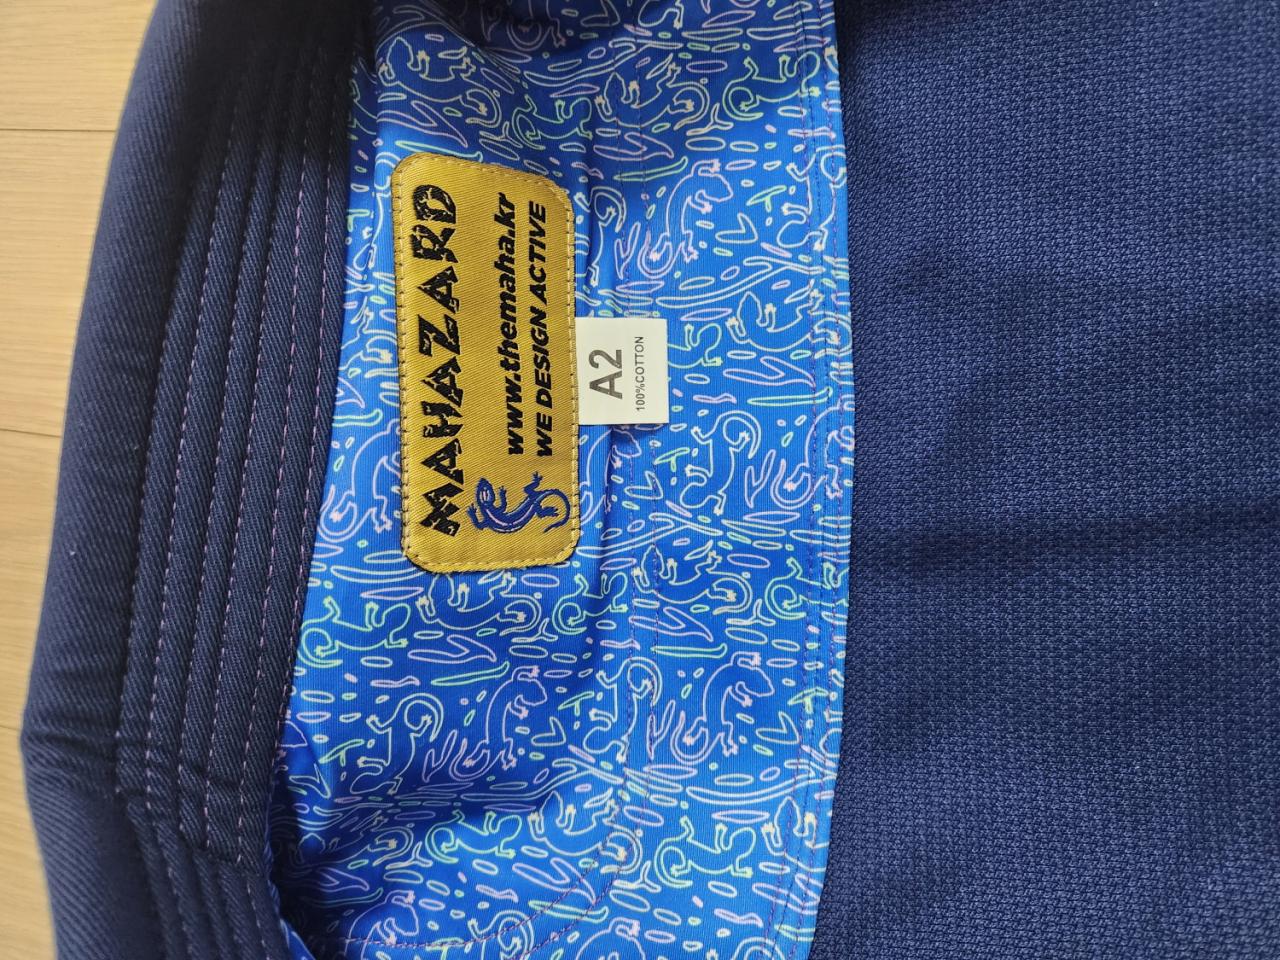 MAHAZARD
www.themaha.kr
WE DESIGN ACTIVE
A2
100%COTTON